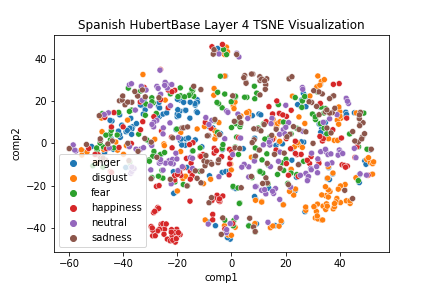 Spanish HubertBase Layer 4 TSNE Visualization
comp2
40
20
0
−20
−40
anger
disgust
fear
happiness
neutral
sadness
−60
−40
−20
0
20
40
comp1